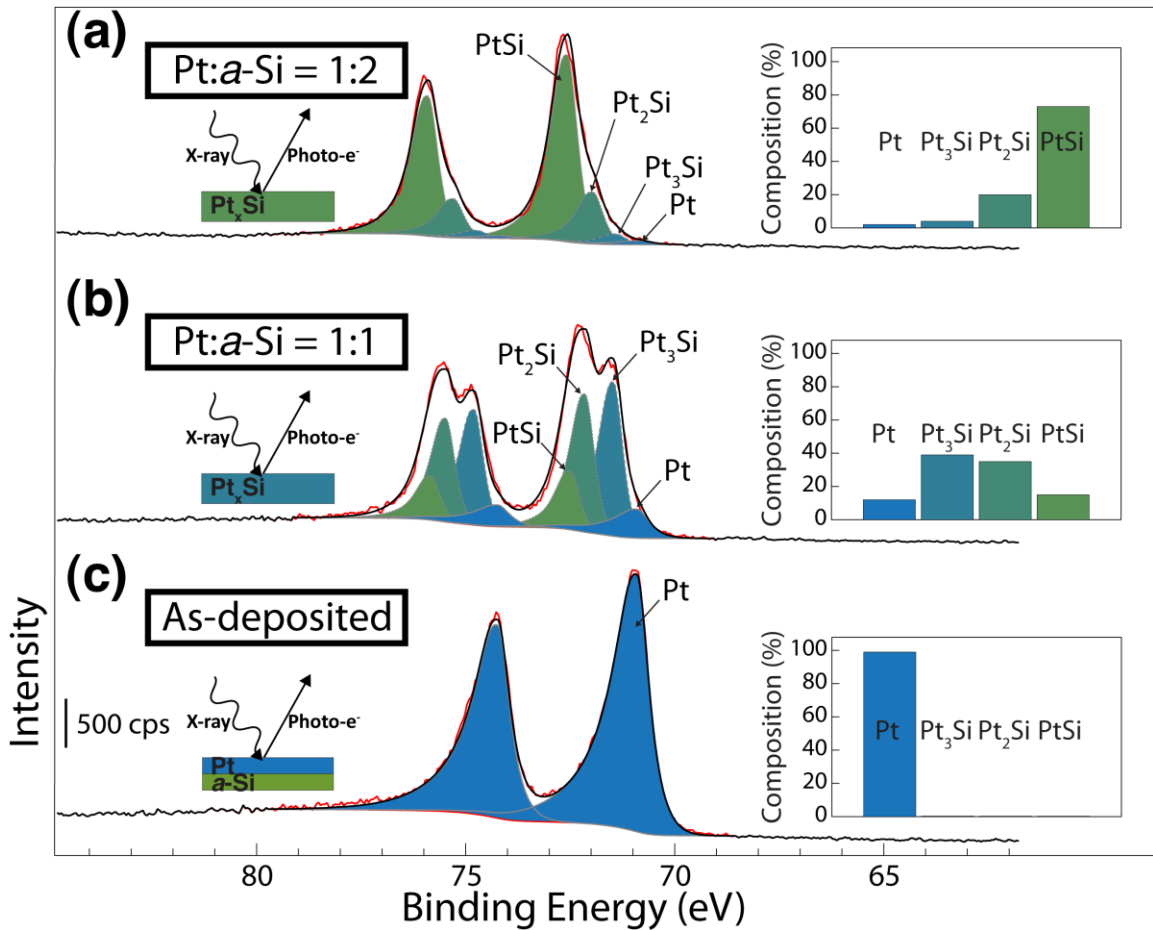 (a)
Pt:a-Si = 1:2
X-ray
Photo-e⁻
PtₓSi
PtSi
Pt₂Si
Pt₃Si
Pt
Composition (%)
100
80
60
40
20
0
Pt Pt₃Si Pt₂Si PtSi
(b)
Pt:a-Si = 1:1
X-ray
Photo-e⁻
PtₓSi
PtSi
Pt₂Si
Pt₃Si
Pt
Composition (%)
100
80
60
40
20
0
Pt Pt₃Si Pt₂Si PtSi
(c)
As-deposited
X-ray
Photo-e⁻
Pt
a-Si
Pt
Composition (%)
100
80
60
40
20
0
Pt Pt₃Si Pt₂Si PtSi
Intensity
500 cps
80 75 70 65
Binding Energy (eV)